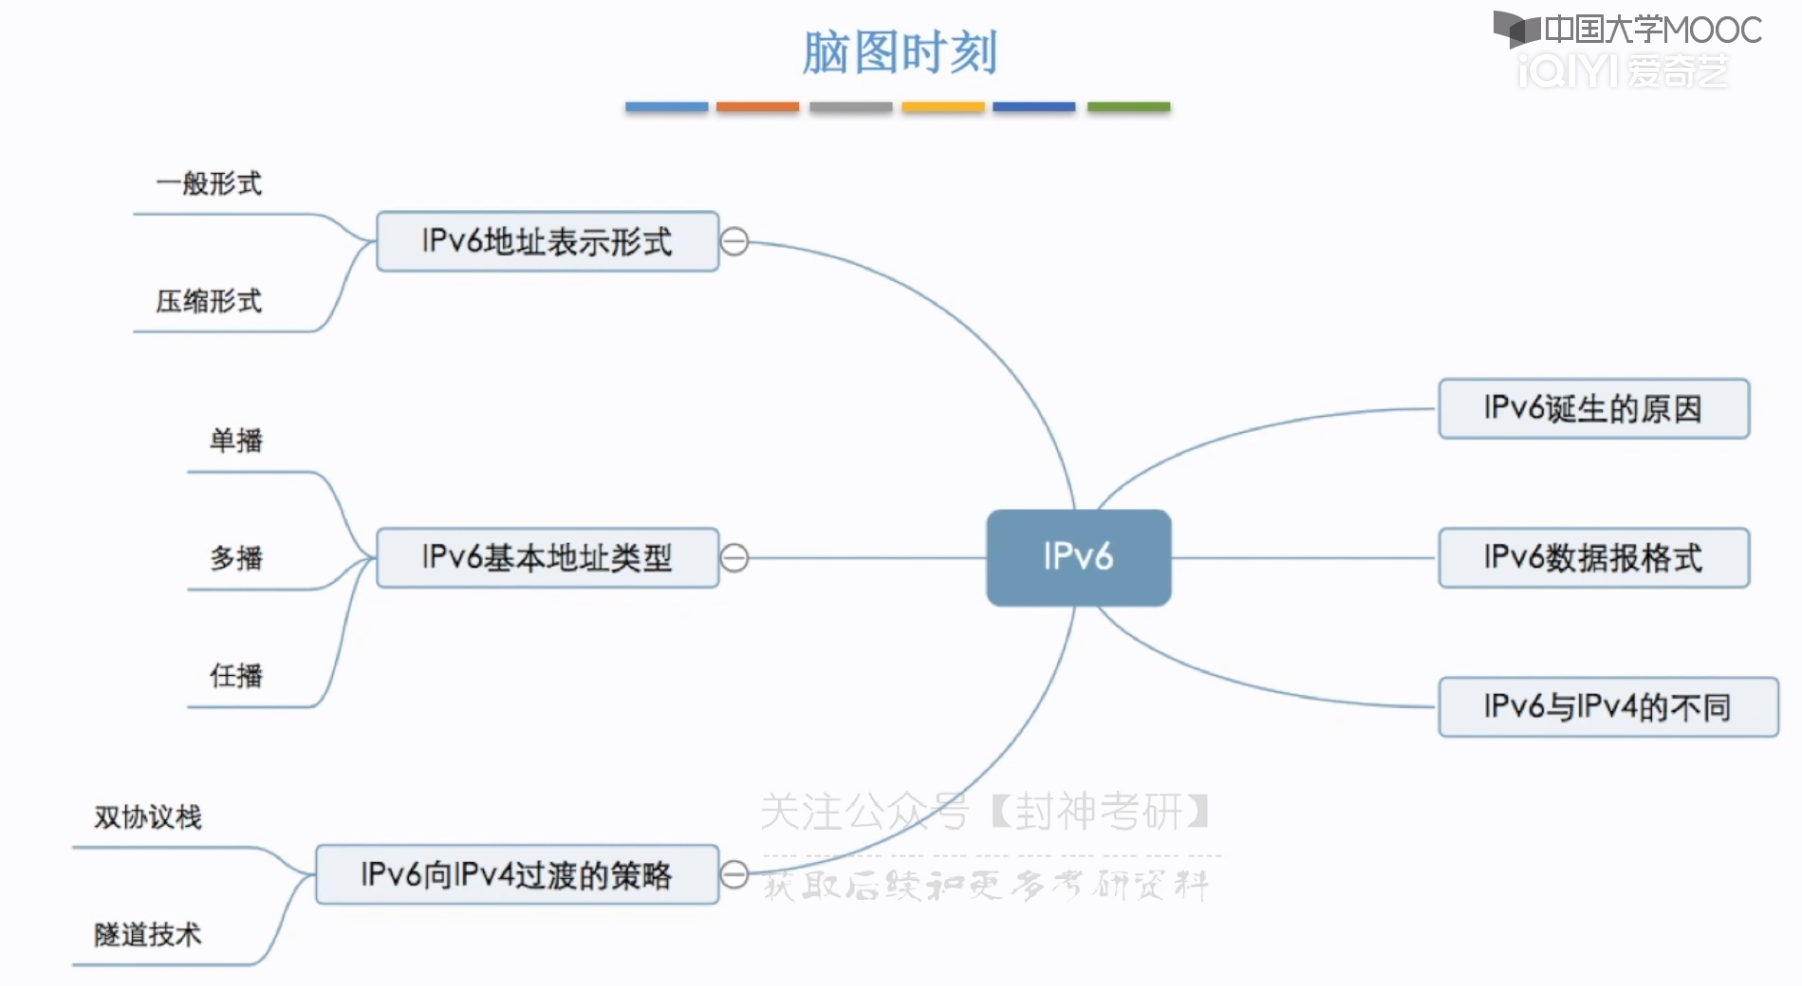 脑图时刻
中国大学MOOC
iQIYI 爱奇艺
一般形式
IPv6地址表示形式
压缩形式
单播
多播
IPv6基本地址类型
任播
双协议栈
IPv6向IPv4过渡的策略
隧道技术
IPv6
IPv6诞生的原因
IPv6数据报格式
IPv6与IPv4的不同
关注公众号【封神考研】
获取后续和更多考研资料